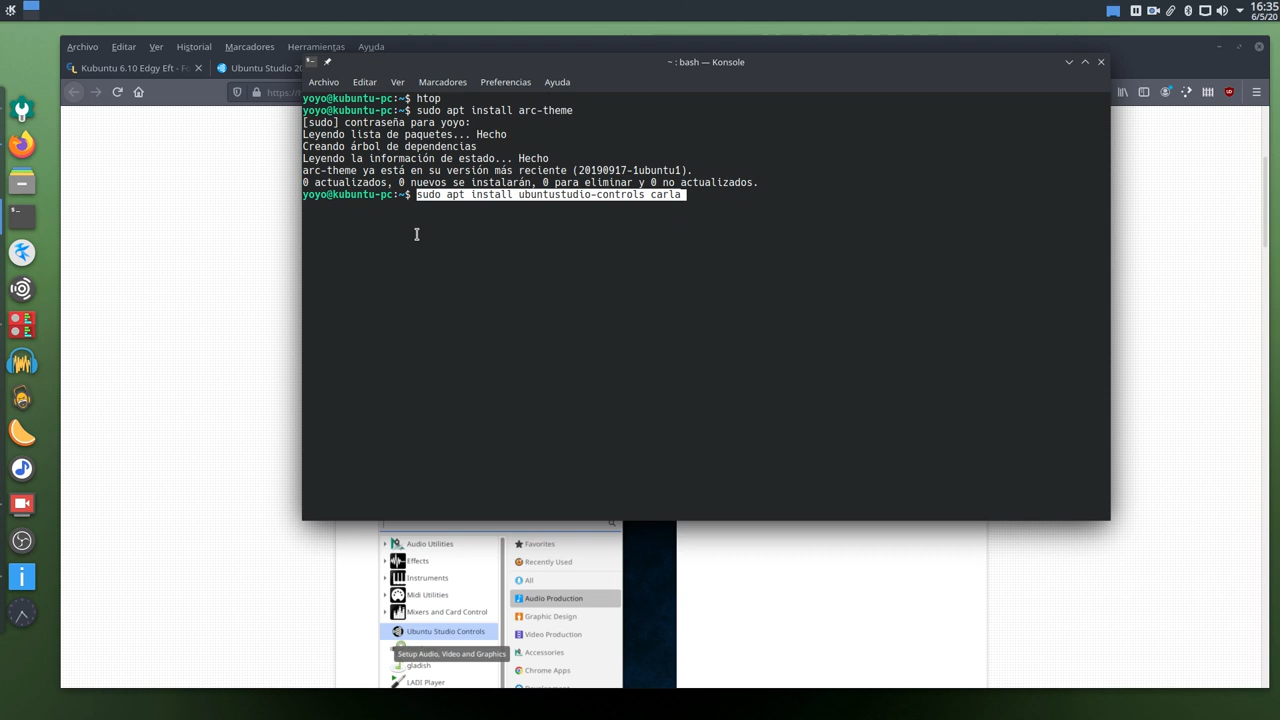 16:35
6/5/20
Archivo Editar Ver Historial Marcadores Herramientas Ayuda
Kubuntu 6.10 Edgy Eft - Fo
Ubuntu Studio 20
https://
~ : bash — Konsole
Archivo Editar Ver Marcadores Preferencias Ayuda
yoyo@kubuntu-pc:~$ htop
yoyo@kubuntu-pc:~$ sudo apt install arc-theme
[sudo] contraseña para yoyo:
Leyendo lista de paquetes... Hecho
Creando árbol de dependencias
Leyendo la información de estado... Hecho
arc-theme ya está en su versión más reciente (20190917-1ubuntu1).
0 actualizados, 0 nuevos se instalarán, 0 para eliminar y 0 no actualizados.
yoyo@kubuntu-pc:~$ sudo apt install ubuntustudio-controls carla
Audio Utilities
Effects
Instruments
Midi Utilities
Mixers and Card Control
Ubuntu Studio Controls
Setup Audio, Video and Graphics
gladish
LADI Player
Favorites
Recently Used
All
Audio Production
Graphic Design
Video Production
Accessories
Chrome Apps